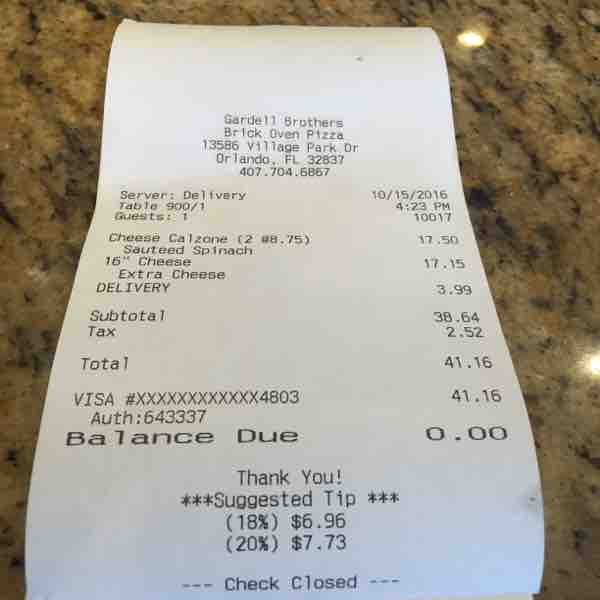 Gardell Brothers
Brick Oven Pizza
13586 Village Park Dr
Orlando, FL 32837
407.704.6867
Server: Delivery 10/15/2016
Table 900/1 4:23 PM
Guests: 1 10017
Cheese Calzone (2 @8.75) 17.50
Sauteed Spinach
16" Cheese 17.15
Extra Cheese
DELIVERY 3.99
Subtotal 38.64
Tax 2.52
Total 41.16
VISA #XXXXXXXXXXXX4803 41.16
Auth:643337
Balance Due 0.00
Thank You!
***Suggested Tip ***
(18%) $6.96
(20%) $7.73
--- Check Closed ---